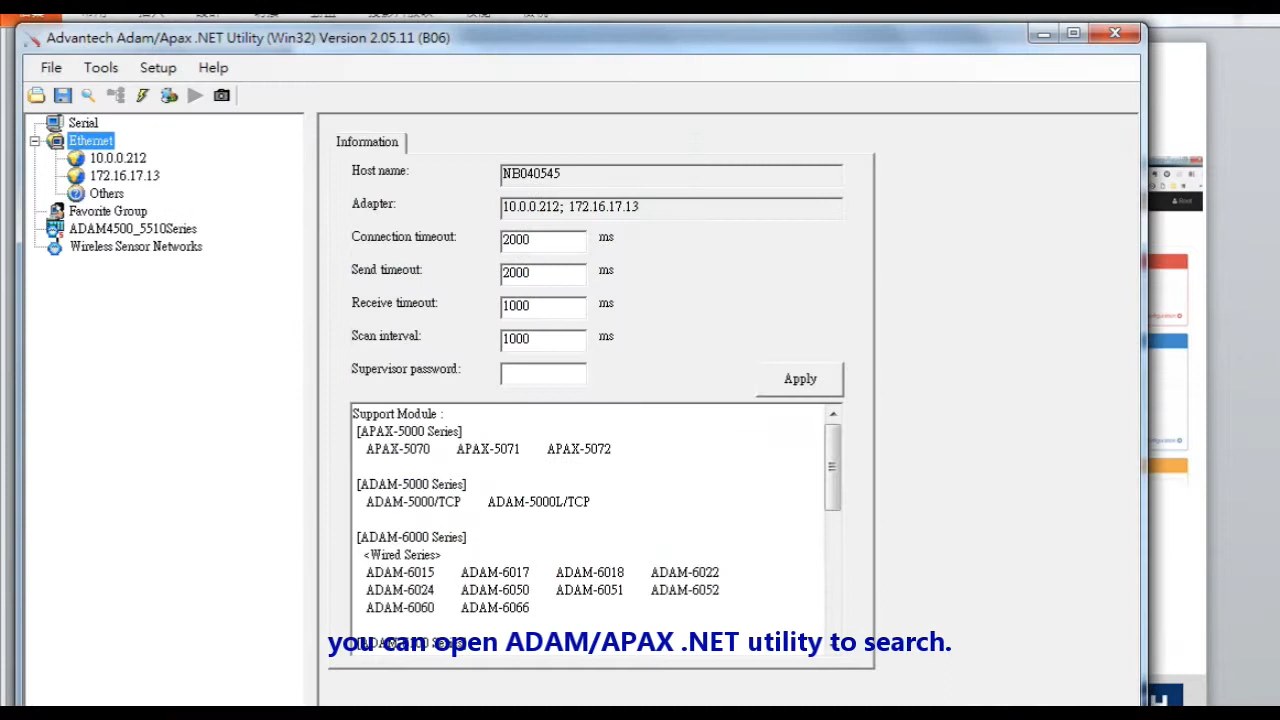 Advantech Adam/Apax .NET Utility (Win32) Version 2.05.11 (B06)
File Tools Setup Help
Serial
Ethernet
10.0.0.212
172.16.17.13
Others
Favorite Group
ADAM4500_5510Series
Wireless Sensor Networks
Information
Host name: NB040545
Adapter: 10.0.0.212; 172.16.17.13
Connection timeout: 2000 ms
Send timeout: 2000 ms
Receive timeout: 1000 ms
Scan interval: 1000 ms
Supervisor password:
Apply
Support Module :
[APAX-5000 Series]
APAX-5070 APAX-5071 APAX-5072
[ADAM-5000 Series]
ADAM-5000/TCP ADAM-5000L/TCP
[ADAM-6000 Series]
<Wired Series>
ADAM-6015 ADAM-6017 ADAM-6018 ADAM-6022
ADAM-6024 ADAM-6050 ADAM-6051 ADAM-6052
ADAM-6060 ADAM-6066
you can open ADAM/APAX .NET utility to search.